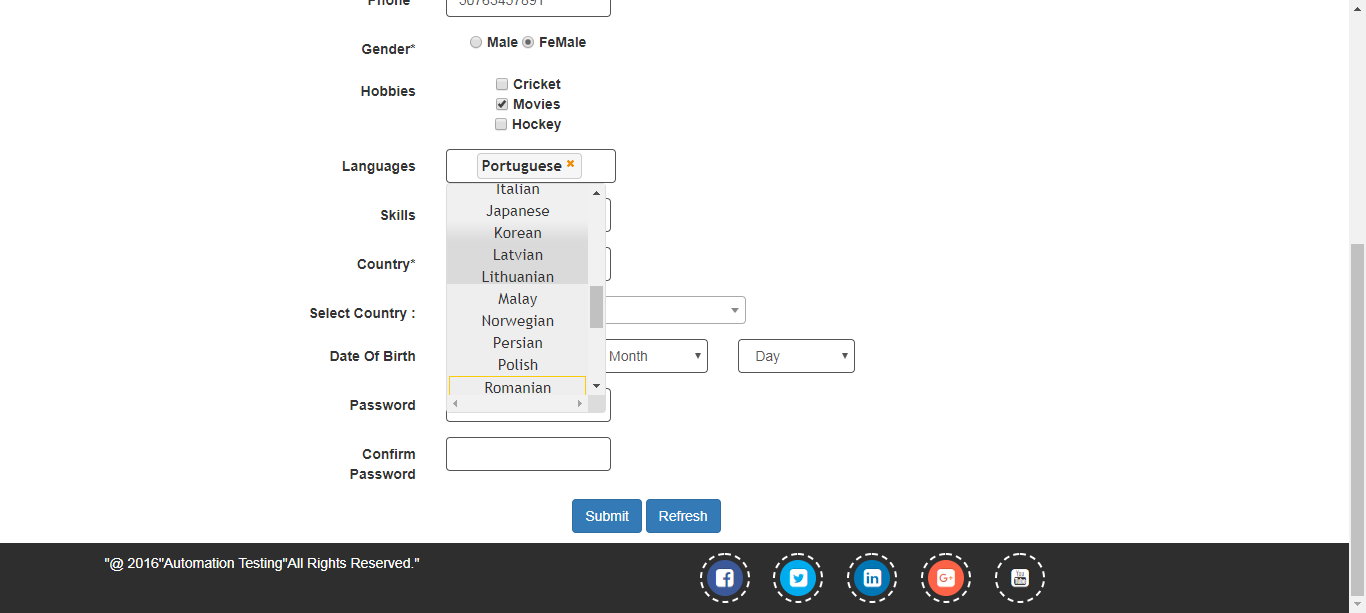 Phone
Gender*
Male FeMale
Hobbies
Cricket
Movies
Hockey
Languages
Portuguese
Italian
Japanese
Skills
Korean
Latvian
Country*
Lithuanian
Malay
Select Country :
Norwegian
Persian
Date Of Birth
Month Day
Polish
Romanian
Password
Confirm
Password
Submit Refresh
"@ 2016"Automation Testing"All Rights Reserved."
G+
You
Tube